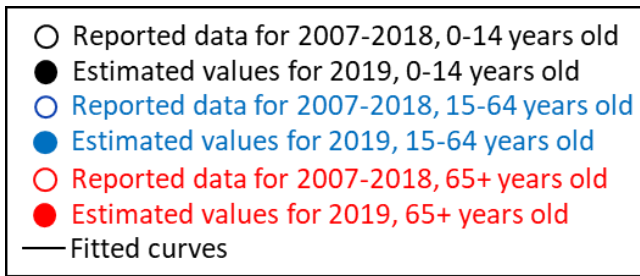 Reported data for 2007-2018, 0-14 years old
Estimated values for 2019, 0-14 years old
Reported data for 2007-2018, 15-64 years old
Estimated values for 2019, 15-64 years old
Reported data for 2007-2018, 65+ years old
Estimated values for 2019, 65+ years old
Fitted curves